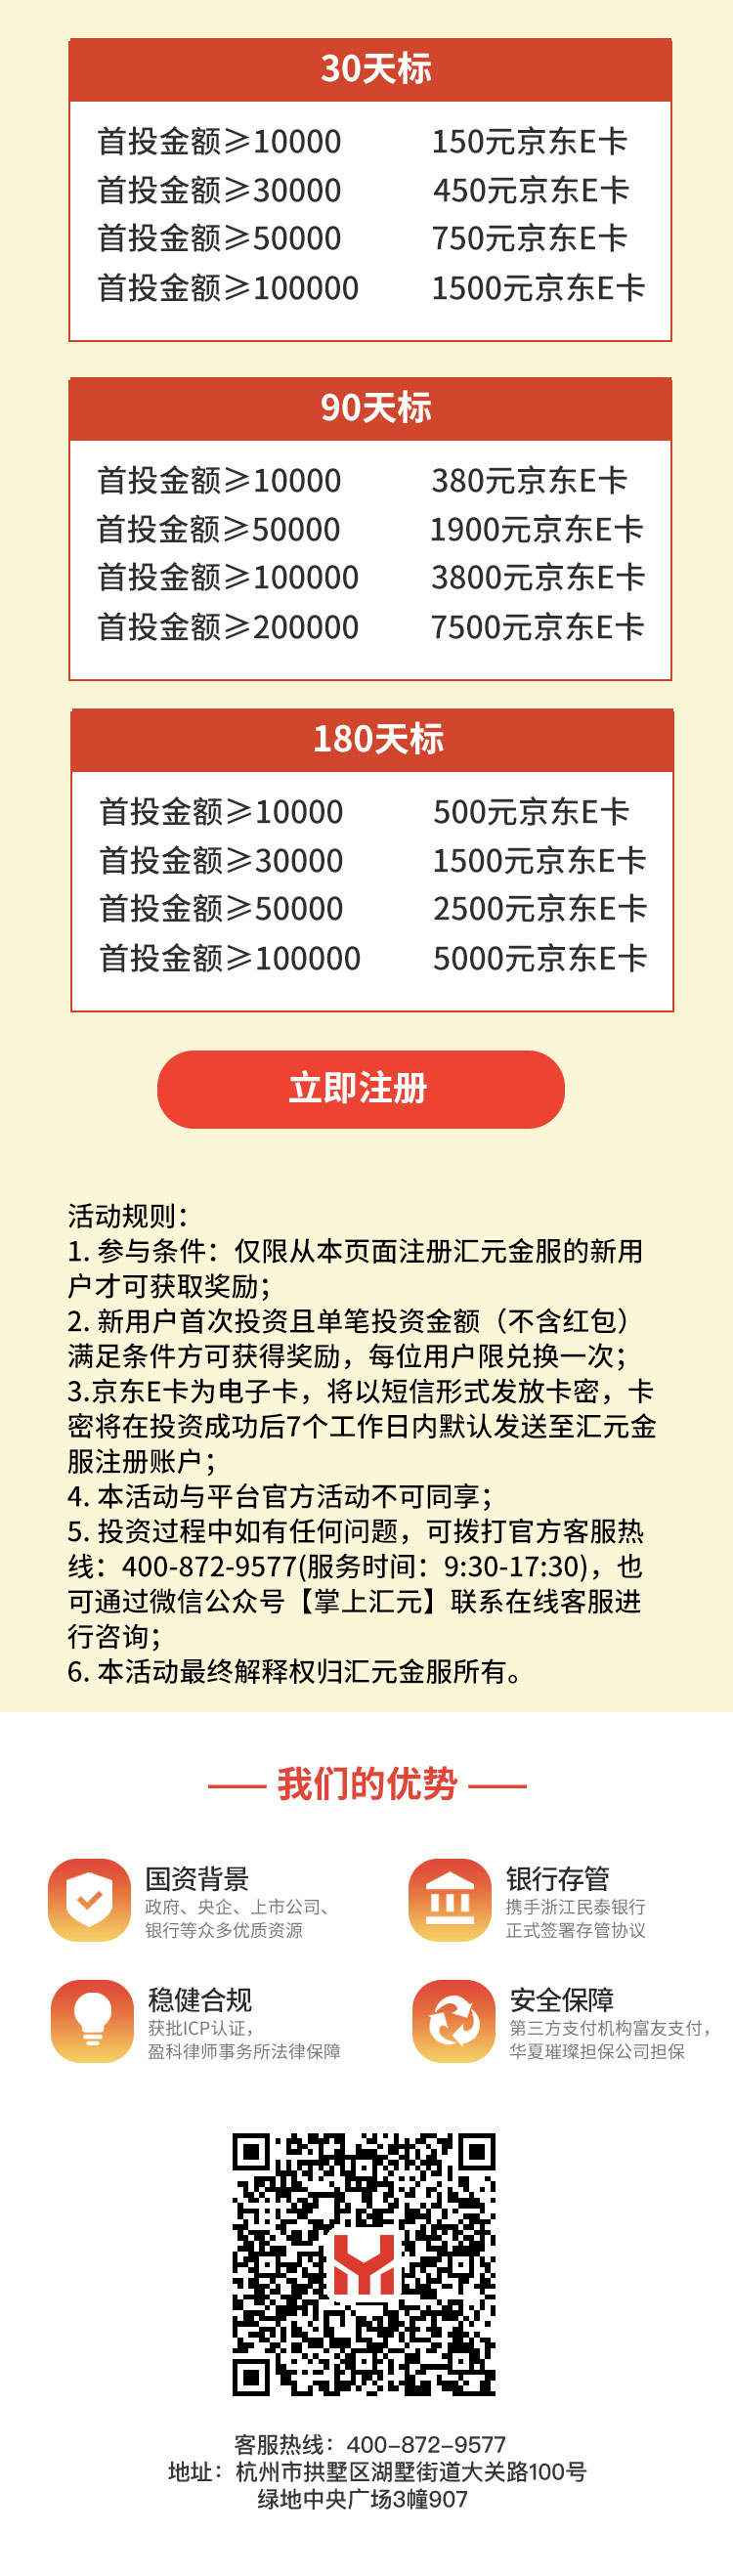 30天标
首投金额≥10000 150元京东E卡
首投金额≥30000 450元京东E卡
首投金额≥50000 750元京东E卡
首投金额≥100000 1500元京东E卡
90天标
首投金额≥10000 380元京东E卡
首投金额≥50000 1900元京东E卡
首投金额≥100000 3800元京东E卡
首投金额≥200000 7500元京东E卡
180天标
首投金额≥10000 500元京东E卡
首投金额≥30000 1500元京东E卡
首投金额≥50000 2500元京东E卡
首投金额≥100000 5000元京东E卡
立即注册
活动规则：
1. 参与条件：仅限从本页面注册汇元金服的新用
户才可获取奖励；
2. 新用户首次投资且单笔投资金额（不含红包）
满足条件方可获得奖励，每位用户限兑换一次；
3.京东E卡为电子卡，将以短信形式发放卡密，卡
密将在投资成功后7个工作日内默认发送至汇元金
服注册账户；
4. 本活动与平台官方活动不可同享；
5. 投资过程中如有任何问题，可拨打官方客服热
线：400-872-9577(服务时间：9:30-17:30)，也
可通过微信公众号【掌上汇元】联系在线客服进
行咨询；
6. 本活动最终解释权归汇元金服所有。
我们的优势
国资背景
政府、央企、上市公司、
银行等众多优质资源
银行存管
携手浙江民泰银行
正式签署存管协议
稳健合规
获批ICP认证，
盈科律师事务所法律保障
安全保障
第三方支付机构富友支付，
华夏璀璨担保公司担保
客服热线：400-872-9577
地址：杭州市拱墅区湖墅街道大关路100号
绿地中央广场3幢907